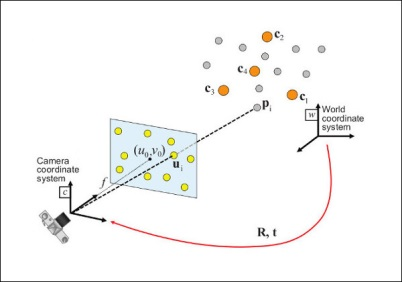 c₂
c₄
c₃
c₁
pᵢ
w
World
coordinate
system
(u₀,v₀)
uᵢ
Camera
coordinate
system
c
f
R, t